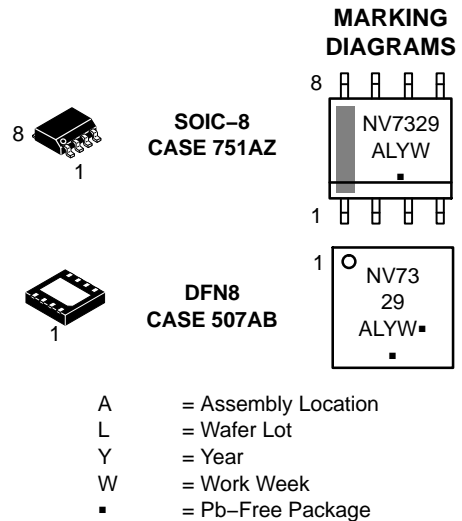 MARKING
DIAGRAMS
8
NV7329
ALYW
▪
1
8
1
SOIC−8
CASE 751AZ
1
NV73
29
ALYW▪
▪
1
DFN8
CASE 507AB
A = Assembly Location
L = Wafer Lot
Y = Year
W = Work Week
▪ = Pb−Free Package